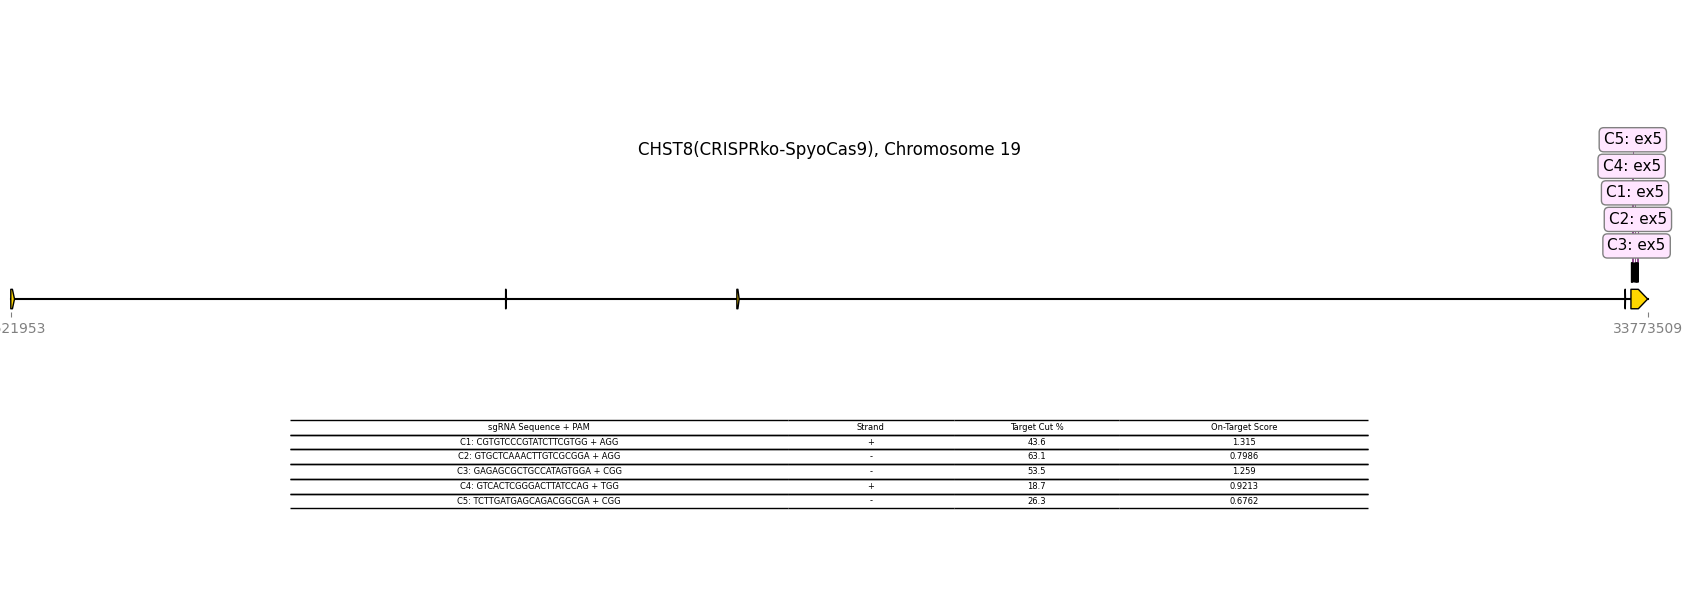 CHST8(CRISPRko-SpyoCas9), Chromosome 19
C5: ex5
C4: ex5
C1: ex5
C2: ex5
C3: ex5
21953 33773509
sgRNA Sequence + PAM Strand Target Cut % On-Target Score
C1: CGTGTCCCGTATCTTCGTGG + AGG + 43.6 1.315
C2: GTGCTCAAACTTGTCGCGGA + AGG - 63.1 0.7986
C3: GAGAGCGCTGCCATAGTGGA + CGG - 53.5 1.259
C4: GTCACTCGGGACTTATCCAG + TGG + 18.7 0.9213
C5: TCTTGATGAGCAGACGGCGA + CGG - 26.3 0.6762